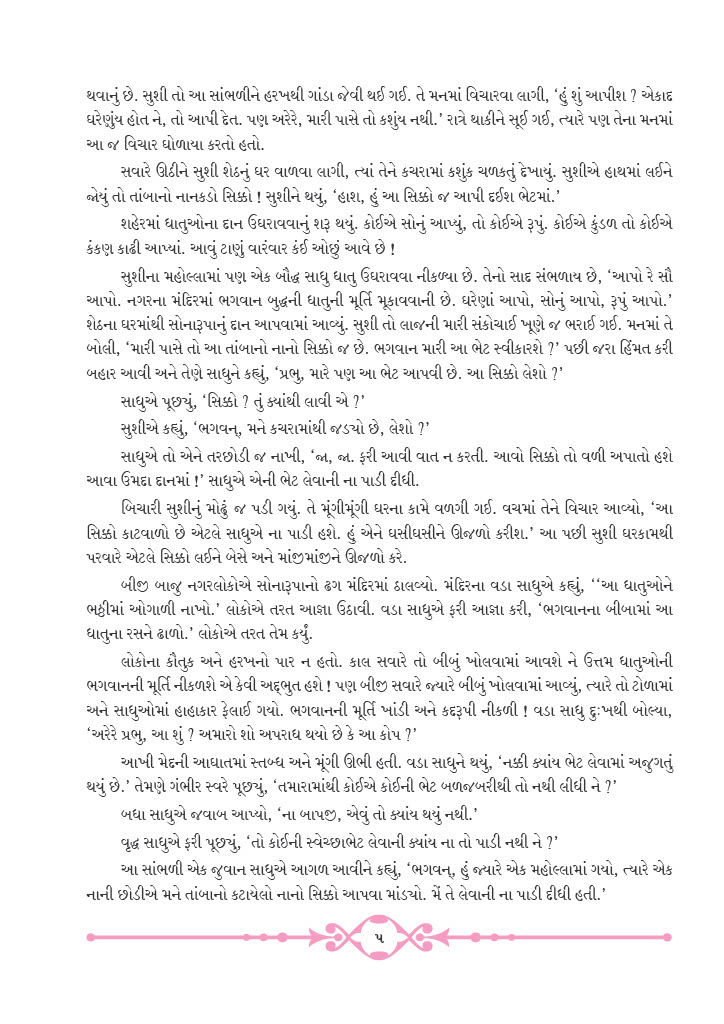 થવાનું છે. સુશી તો આ સાંભળીને હરખથી ગાંડા જેવી થઈ ગઈ. તે મનમાં વિચારવા લાગી, ‘હું શું આપીશ ? એકાદ
ઘરેણુંય હોત ને, તો આપી દેત. પણ અરેરે, મારી પાસે તો કશુંય નથી.’ રાત્રે થાકીને સૂઈ ગઈ, ત્યારે પણ તેના મનમાં
આ જ વિચાર ઘોળાયા કરતો હતો.
સવારે ઊઠીને સુશી શેઠનું ઘર વાળવા લાગી, ત્યાં તેને કચરામાં કશુંક ચળકતું દેખાયું. સુશીએ હાથમાં લઈને
જોયું તો તાંબાનો નાનકડો સિક્કો ! સુશીને થયું, ‘હાશ, હું આ સિક્કો જ આપી દઈશ ભેટમાં.’
શહેરમાં ધાતુઓના દાન ઉઘરાવવાનું શરૂ થયું. કોઈએ સોનું આપ્યું, તો કોઈએ રૂપું. કોઈએ કુંડળ તો કોઈએ
કંકણ કાઢી આપ્યાં. આવું ટાણું વારંવાર કંઈ ઓછું આવે છે !
સુશીના મહોલ્લામાં પણ એક બૌદ્ધ સાધુ ધાતુ ઉઘરાવવા નીકળ્યા છે. તેનો સાદ સંભળાય છે, ‘આપો રે સૌ
આપો. નગરના મંદિરમાં ભગવાન બુદ્ધની ધાતુની મૂર્તિ મૂકાવવાની છે. ઘરેણાં આપો, સોનું આપો, રૂપું આપો.’
શેઠના ઘરમાંથી સોનારૂપાનું દાન આપવામાં આવ્યું. સુશી તો લાજની મારી સંકોચાઈ ખૂણે જ ભરાઈ ગઈ. મનમાં તે
બોલી, ‘મારી પાસે તો આ તાંબાનો નાનો સિક્કો જ છે. ભગવાન મારી આ ભેટ સ્વીકારશે ?’ પછી જરા હિંમત કરી
બહાર આવી અને તેણે સાધુને કહ્યું, ‘પ્રભુ, મારે પણ આ ભેટ આપવી છે. આ સિક્કો લેશો ?’
સાધુએ પૂછ્યું, ‘સિક્કો ? તું ક્યાંથી લાવી એ ?’
સુશીએ કહ્યું, ‘ભગવન્, મને કચરામાંથી જડ્યો છે, લેશો ?’
સાધુએ તો એને તરછોડી જ નાખી, ‘જા, જા. ફરી આવી વાત ન કરતી. આવો સિક્કો તો વળી અપાતો હશે
આવા ઉમદા દાનમાં !’ સાધુએ એની ભેટ લેવાની ના પાડી દીધી.
બિચારી સુશીનું મોઢું જ પડી ગયું. તે મૂંગીમૂંગી ઘરના કામે વળગી ગઈ. વચમાં તેને વિચાર આવ્યો, ‘આ
સિક્કો કાટવાળો છે એટલે સાધુએ ના પાડી હશે. હું એને ઘસીઘસીને ઊજળો કરીશ.’ આ પછી સુશી ઘરકામથી
પરવારે એટલે સિક્કો લઈને બેસે અને માંજીમાંજીને ઊજળો કરે.
બીજી બાજુ નગરલોકોએ સોનારૂપાનો ઢગ મંદિરમાં ઠાલવ્યો. મંદિરના વડા સાધુએ કહ્યું, ‘‘આ ધાતુઓને
ભઠ્ઠીમાં ઓગાળી નાખો.’ લોકોએ તરત આજ્ઞા ઉઠાવી. વડા સાધુએ ફરી આજ્ઞા કરી, ‘ભગવાનના બીબામાં આ
ધાતુના રસને ઢાળો.’ લોકોએ તરત તેમ કર્યું.
લોકોના કૌતુક અને હરખનો પાર ન હતો. કાલ સવારે તો બીબું ખોલવામાં આવશે ને ઉત્તમ ધાતુઓની
ભગવાનની મૂર્તિ નીકળશે એ કેવી અદ્ભુત હશે ! પણ બીજી સવારે જ્યારે બીબું ખોલવામાં આવ્યું, ત્યારે તો ટોળામાં
અને સાધુઓમાં હાહાકાર ફેલાઈ ગયો. ભગવાનની મૂર્તિ ખાંડી અને કદરૂપી નીકળી ! વડા સાધુ દુઃખથી બોલ્યા,
‘અરેરે પ્રભુ, આ શું ? અમારો શો અપરાધ થયો છે કે આ કોપ ?’
આખી મેદની આઘાતમાં સ્તબ્ધ અને મૂંગી ઊભી હતી. વડા સાધુને થયું, ‘નક્કી ક્યાંય ભેટ લેવામાં અજુગતું
થયું છે.’ તેમણે ગંભીર સ્વરે પૂછ્યું, ‘તમારામાંથી કોઈએ કોઈની ભેટ બળજબરીથી તો નથી લીધી ને ?’
બધા સાધુએ જવાબ આપ્યો, ‘ના બાપજી, એવું તો ક્યાંય થયું નથી.’
વૃદ્ધ સાધુએ ફરી પૂછ્યું, ‘તો કોઈની સ્વેચ્છાભેટ લેવાની ક્યાંય ના તો પાડી નથી ને ?’
આ સાંભળી એક જુવાન સાધુએ આગળ આવીને કહ્યું, ‘ભગવન્, હું જ્યારે એક મહોલ્લામાં ગયો, ત્યારે એક
નાની છોડીએ મને તાંબાનો કટાયેલો નાનો સિક્કો આપવા માંડ્યો. મેં તે લેવાની ના પાડી દીધી હતી.’
૫